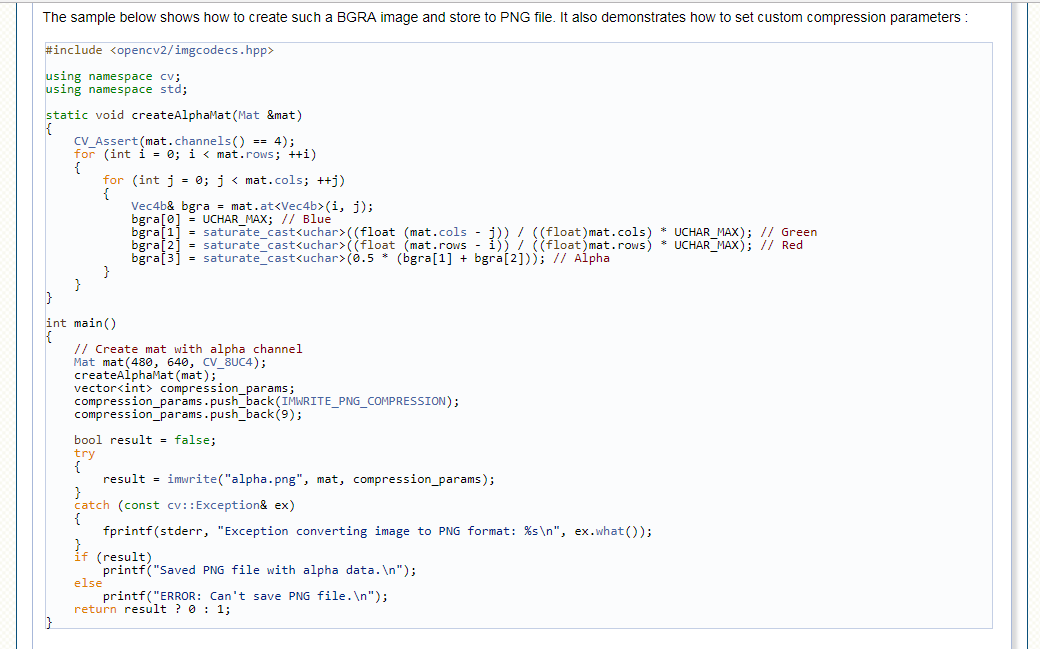 The sample below shows how to create such a BGRA image and store to PNG file. It also demonstrates how to set custom compression parameters :
#include <opencv2/imgcodecs.hpp>
using namespace cv;
using namespace std;
static void createAlphaMat(Mat &mat)
{
    CV_Assert(mat.channels() == 4);
    for (int i = 0; i < mat.rows; ++i)
    {
        for (int j = 0; j < mat.cols; ++j)
        {
            Vec4b& bgra = mat.at<Vec4b>(i, j);
            bgra[0] = UCHAR_MAX; // Blue
            bgra[1] = saturate_cast<uchar>((float (mat.cols - j)) / ((float)mat.cols) * UCHAR_MAX); // Green
            bgra[2] = saturate_cast<uchar>((float (mat.rows - i)) / ((float)mat.rows) * UCHAR_MAX); // Red
            bgra[3] = saturate_cast<uchar>(0.5 * (bgra[1] + bgra[2])); // Alpha
        }
    }
}
int main()
{
    // Create mat with alpha channel
    Mat mat(480, 640, CV_8UC4);
    createAlphaMat(mat);
    vector<int> compression_params;
    compression_params.push_back(IMWRITE_PNG_COMPRESSION);
    compression_params.push_back(9);
    bool result = false;
    try
    {
        result = imwrite("alpha.png", mat, compression_params);
    }
    catch (const cv::Exception& ex)
    {
        fprintf(stderr, "Exception converting image to PNG format: %s\n", ex.what());
    }
    if (result)
        printf("Saved PNG file with alpha data.\n");
    else
        printf("ERROR: Can't save PNG file.\n");
    return result ? 0 : 1;
}